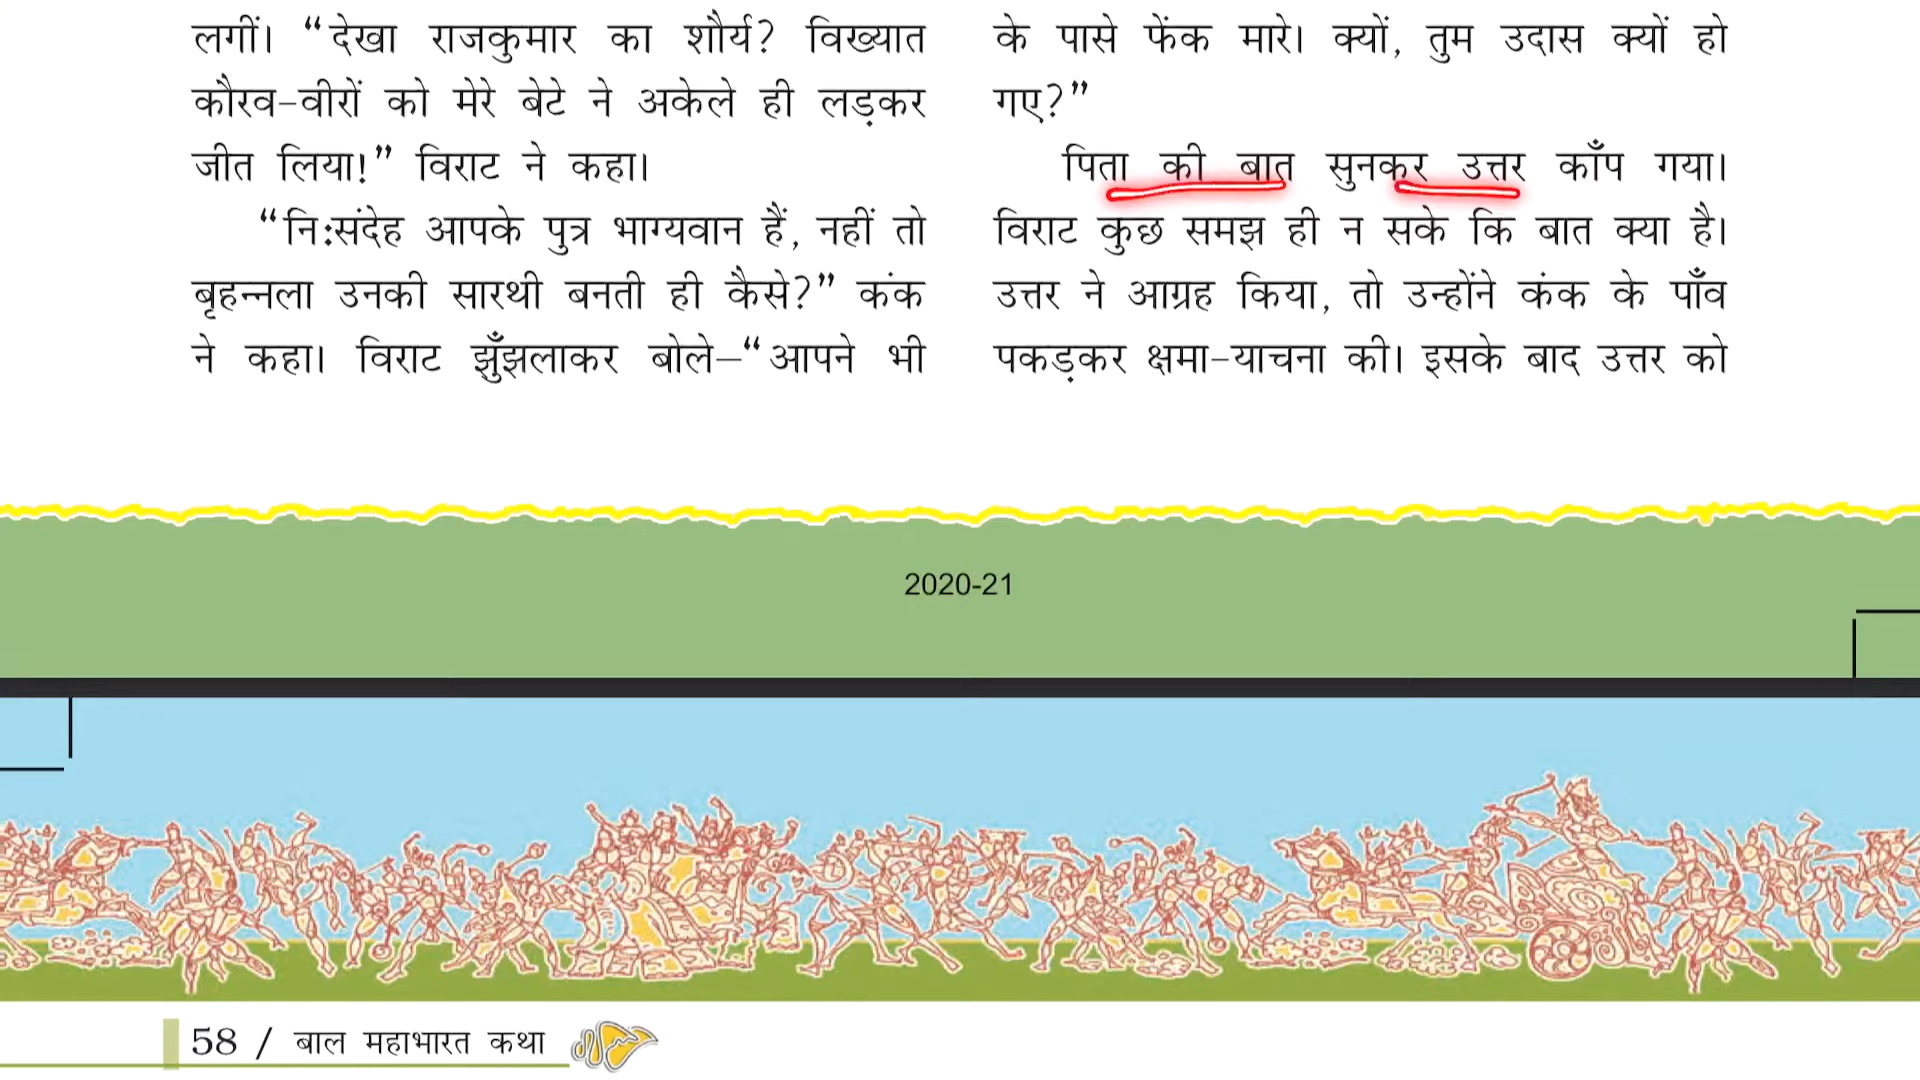 लगीं। “देखा राजकुमार का शौर्य? विख्यात
कौरव-वीरों को मेरे बेटे ने अकेले ही लड़कर
जीत लिया!” विराट ने कहा।
“नि:संदेह आपके पुत्र भाग्यवान हैं, नहीं तो
बृहन्नला उनकी सारथी बनती ही कैसे?” कंक
ने कहा। विराट झुँझलाकर बोले–“आपने भी
के पासे फेंक मारे। क्यों, तुम उदास क्यों हो
गए?”
पिता की बात सुनकर उत्तर काँप गया।
विराट कुछ समझ ही न सके कि बात क्या है।
उत्तर ने आग्रह किया, तो उन्होंने कंक के पाँव
पकड़कर क्षमा-याचना की। इसके बाद उत्तर को
2020-21
58 / बाल महाभारत कथा